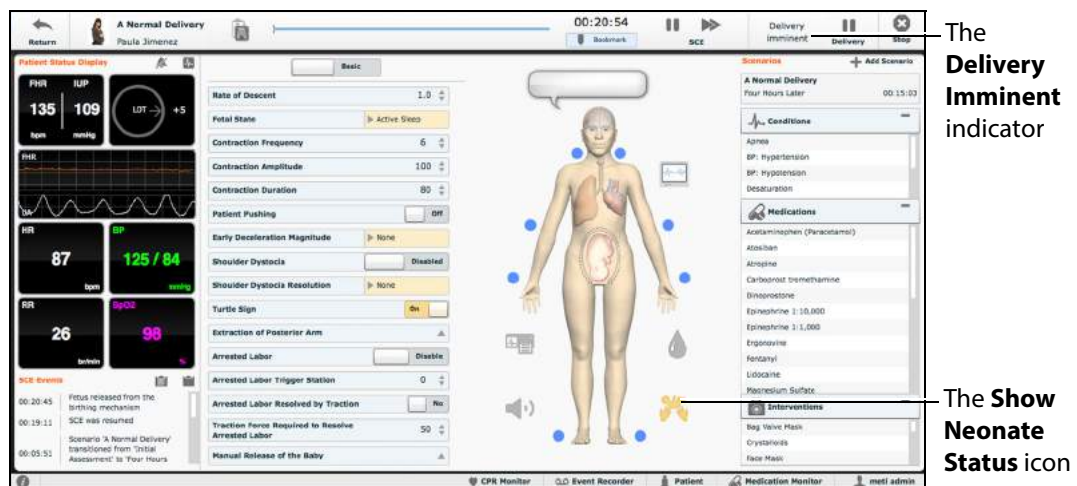 Return
A Normal Delivery
Paula Jimenez
00:20:54
Bookmark
SCE
Delivery
imminent
Delivery
Stop
Patient Status Display
FHR
IUP
135
109
bpm
mmHg
LOT
+5
FHR
UA
HR
87
bpm
BP
125 / 84
mmHg
RR
26
br/min
SpO2
98
%
SCE Events
00:20:45 Fetus released from the
birthing mechanism
00:19:11 SCE was resumed
00:05:51 Scenario 'A Normal Delivery'
transitioned from 'Initial
Assessment' to 'Four Hours
Basic
Rate of Descent 1.0
Fetal State Active Sleep
Contraction Frequency 6
Contraction Amplitude 100
Contraction Duration 80
Patient Pushing Off
Early Deceleration Magnitude None
Shoulder Dystocia Disabled
Shoulder Dystocia Resolution None
Turtle Sign On
Extraction of Posterior Arm
Arrested Labor Disable
Arrested Labor Trigger Station 0
Arrested Labor Resolved by Traction No
Traction Force Required to Resolve
Arrested Labor 50
Manual Release of the Baby
Scenarios
Add Scenario
A Normal Delivery
Four Hours Later 00:15:03
Conditions
Apnea
BP: Hypertension
BP: Hypotension
Desaturation
Medications
Acetaminophen (Paracetamol)
Atosiban
Atropine
Carboprost tromethamine
Dinoprostone
Epinephrine 1:10,000
Epinephrine 1:1,000
Ergonovine
Fentanyl
Lidocaine
Magnesium Sulfate
Interventions
Bag Valve Mask
Crystalloids
Face Mask
CPR Monitor
Event Recorder
Patient
Medication Monitor
meti admin
The
Delivery
Imminent
indicator
The Show
Neonate
Status icon